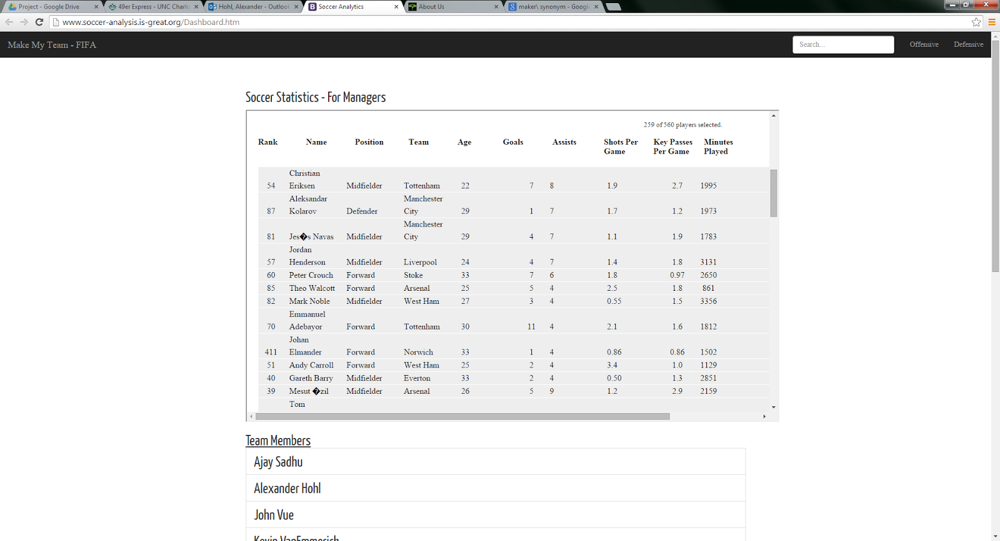 Project - Google Drive
49er Express - UNC Charlo
Hohl, Alexander - Outlook
Soccer Analytics
About Us
maker\ synonym - Google
www.soccer-analysis.is-great.org/Dashboard.htm
Make My Team - FIFA
Search...
Offensive
Defensive
Soccer Statistics - For Managers
259 of 560 players selected.
Rank Name Position Team Age Goals Assists Shots Per Game Key Passes Per Game Minutes Played
54 Christian Eriksen Midfielder Tottenham 22 7 8 1.9 2.7 1995
87 Aleksandar Kolarov Defender Manchester City 29 1 7 1.7 1.2 1973
81 Jes�s Navas Midfielder Manchester City 29 4 7 1.1 1.9 1783
57 Jordan Henderson Midfielder Liverpool 24 4 7 1.4 1.8 3131
60 Peter Crouch Forward Stoke 33 7 6 1.8 0.97 2650
85 Theo Walcott Forward Arsenal 25 5 4 2.5 1.8 861
82 Mark Noble Midfielder West Ham 27 3 4 0.55 1.5 3356
70 Emmanuel Adebayor Forward Tottenham 30 11 4 2.1 1.6 1812
411 Johan Elmander Forward Norwich 33 1 4 0.86 0.86 1502
51 Andy Carroll Forward West Ham 25 2 4 3.4 1.0 1129
40 Gareth Barry Midfielder Everton 33 2 4 0.50 1.3 2851
39 Mesut �zil Midfielder Arsenal 26 5 9 1.2 2.9 2159
Tom
Team Members
Ajay Sadhu
Alexander Hohl
John Vue
Kevin VanEmmerich